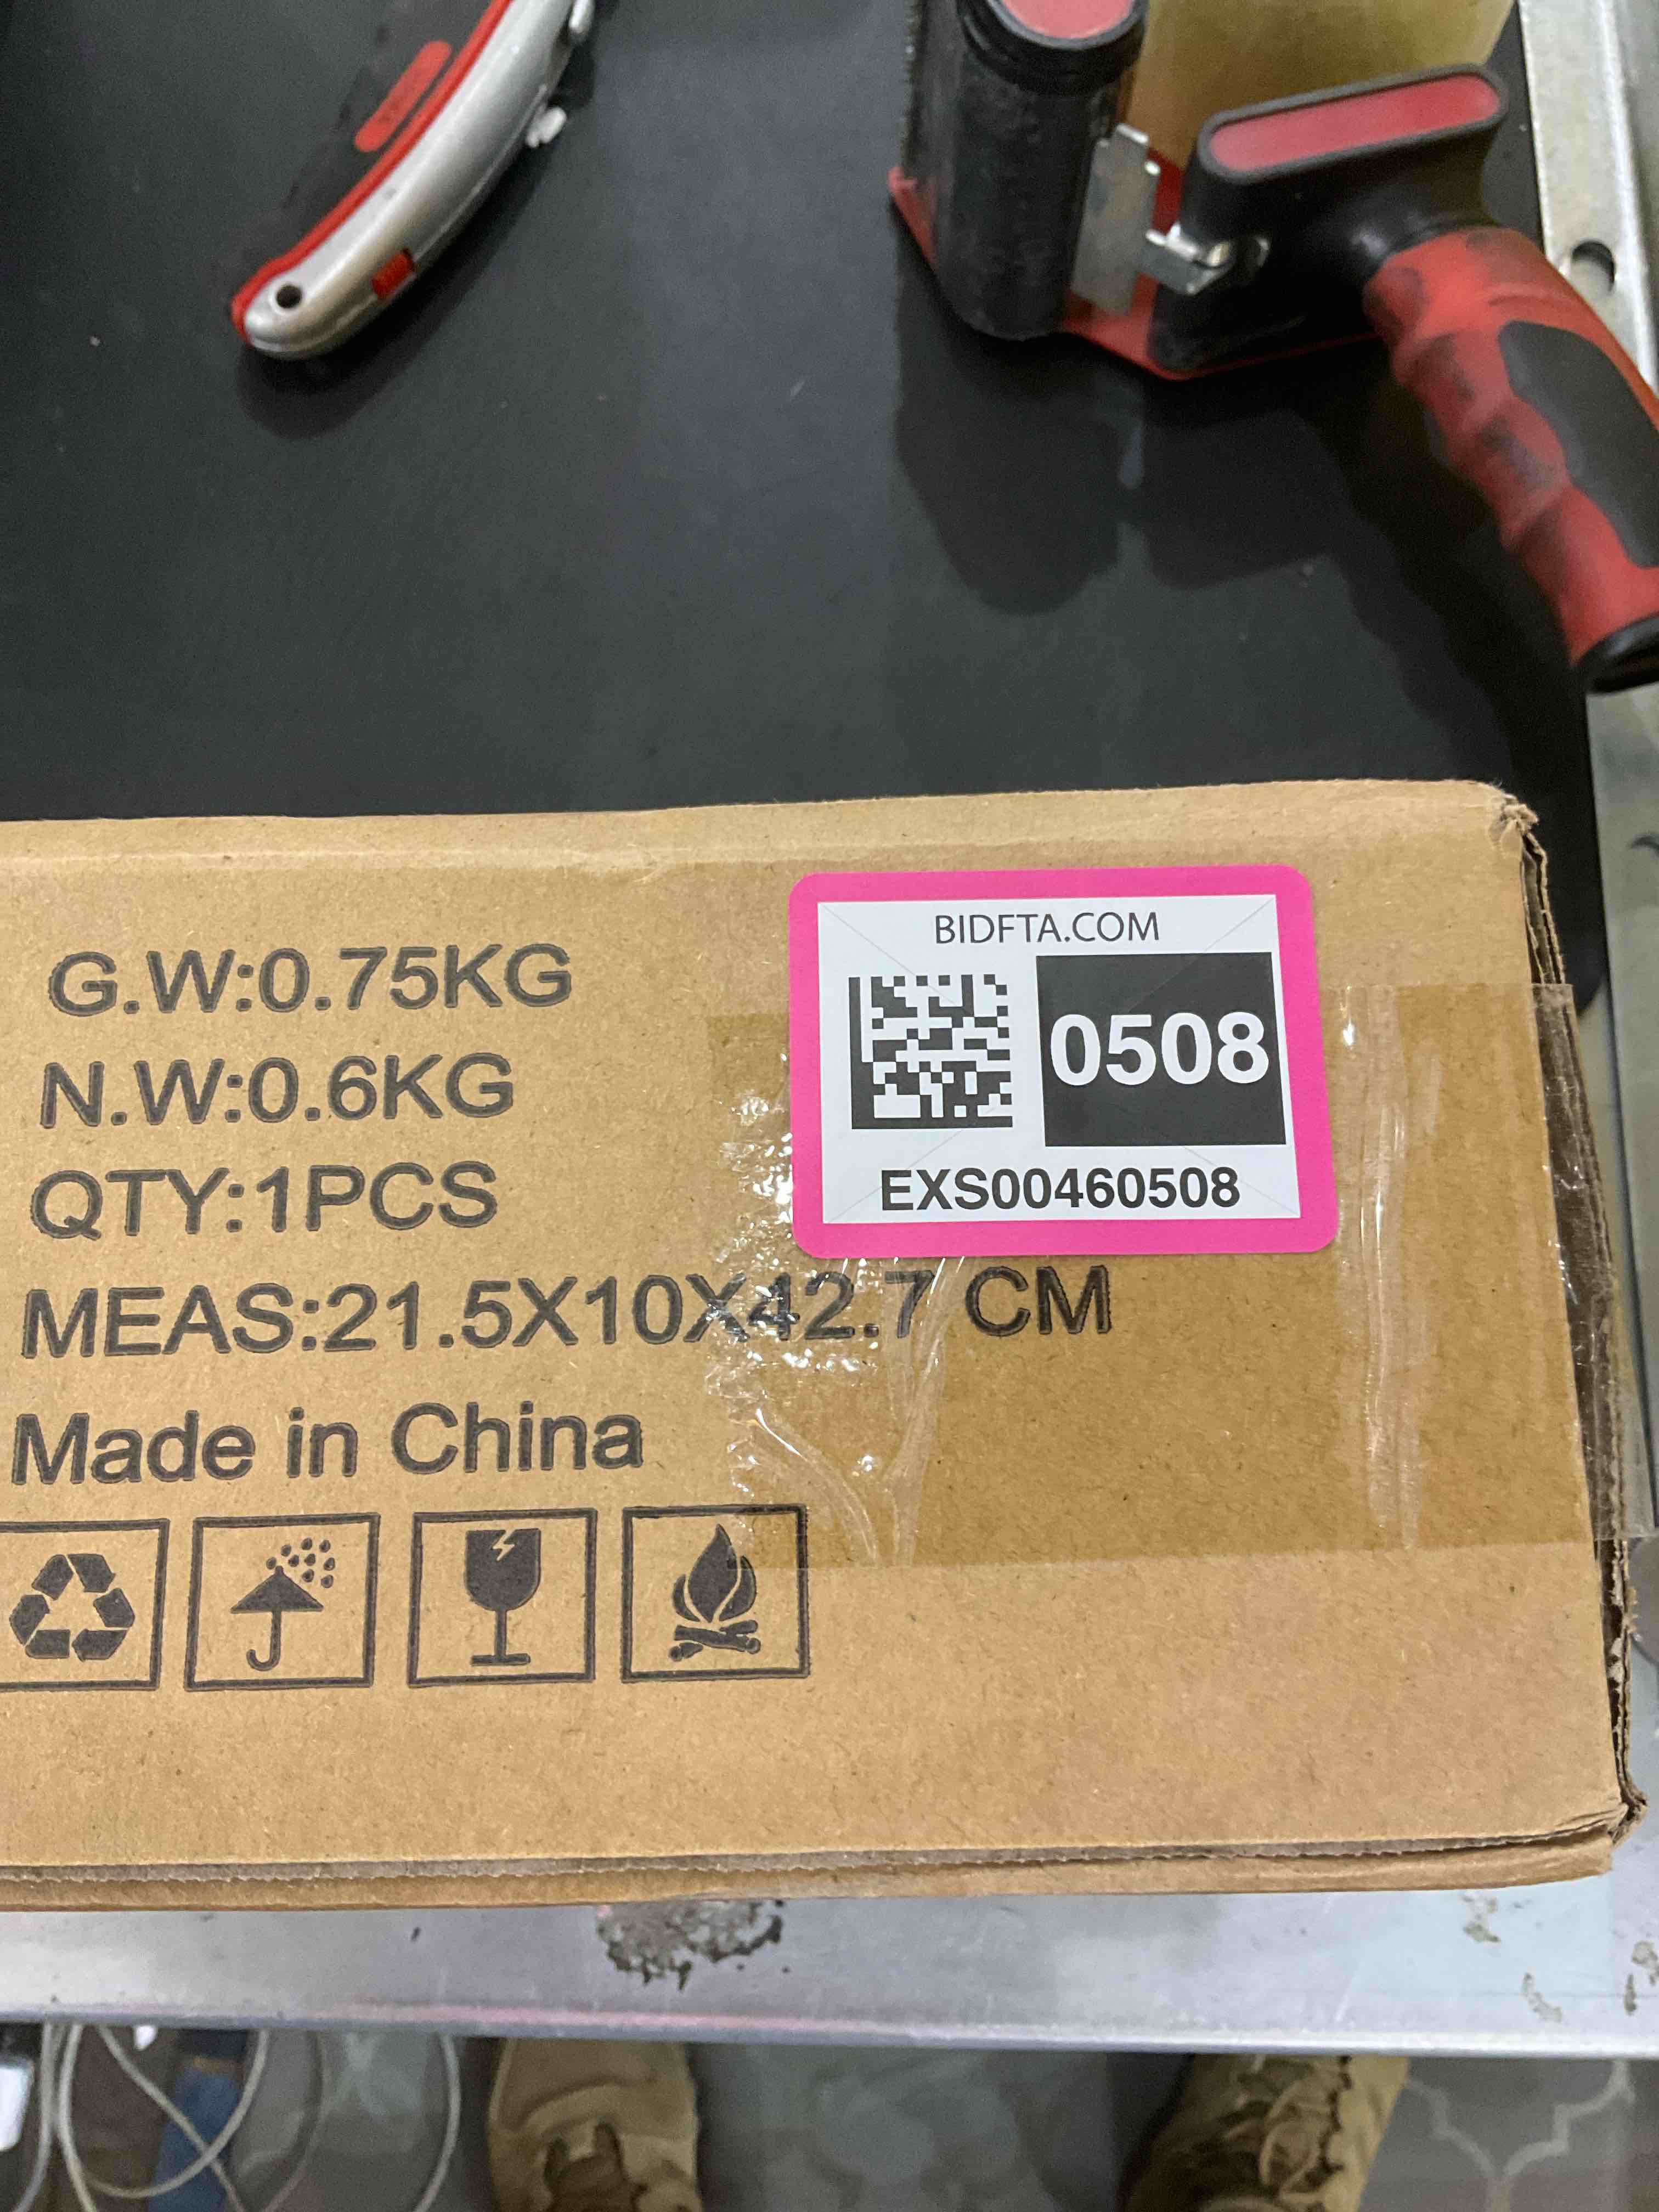 G.W:0.75KG
N.W:0.6KG
QTY:1PCS
MEAS:21.5X10X42.7 CM
Made in China
BIDFTA.COM
0508
EXS00460508